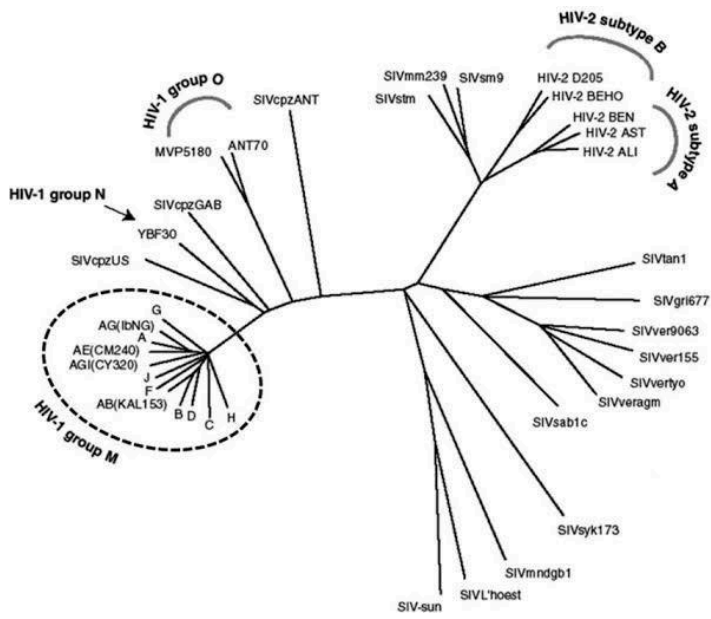 HIV-2 subtype B
SIVmm239
SIVsm9
HIV-2 D205
SIVstm
HIV-2 BEHO
HIV-1 group O
SIVcpzANT
HIV-2 subtype A
HIV-2 BEN
HIV-2 AST
HIV-2 ALI
MVP5180
ANT70
HIV-1 group N
SIVcpzGAB
YBF30
SIVcpzUS
SIVtan1
SIVgri677
G
AG(IbNG)
A
AE(CM240)
AGI(CY320)
J
F
AB(KAL153)
B
D
C
H
HIV-1 group M
SIVver9063
SIVver155
SIVvertyo
SIVveragm
SIVsab1c
SIVsyk173
SIVmndgb1
SIVL'hoest
SIV-sun